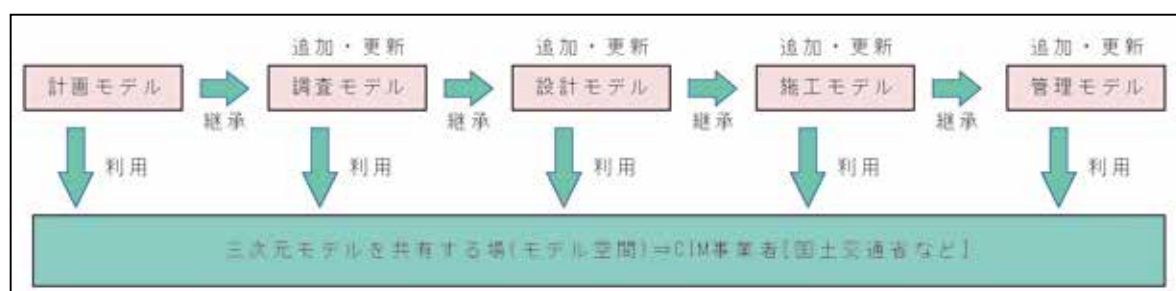 追加・更新 追加・更新 追加・更新 追加・更新
計画モデル 調査モデル 設計モデル 施工モデル 管理モデル
継承 継承 継承 継承
利用 利用 利用 利用 利用
三次元モデルを共有する場(モデル空間)⇒CIM事業者[国土交通省など]